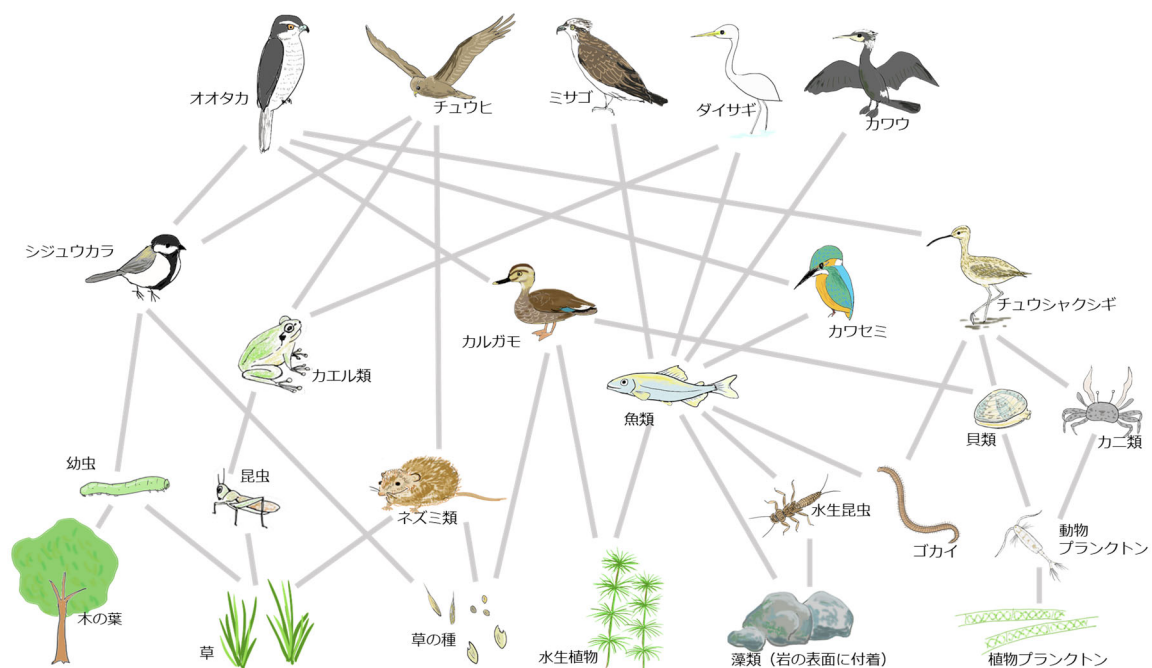 オオタカ
チュウヒ
ミサゴ
ダイサギ
カワウ
シジュウカラ
カエル類
カルガモ
カワセミ
チュウシャクシギ
魚類
貝類
カニ類
幼虫
昆虫
ネズミ類
水生昆虫
ゴカイ
動物
プランクトン
木の葉
草
草の種
水生植物
藻類（岩の表面に付着）
植物プランクトン